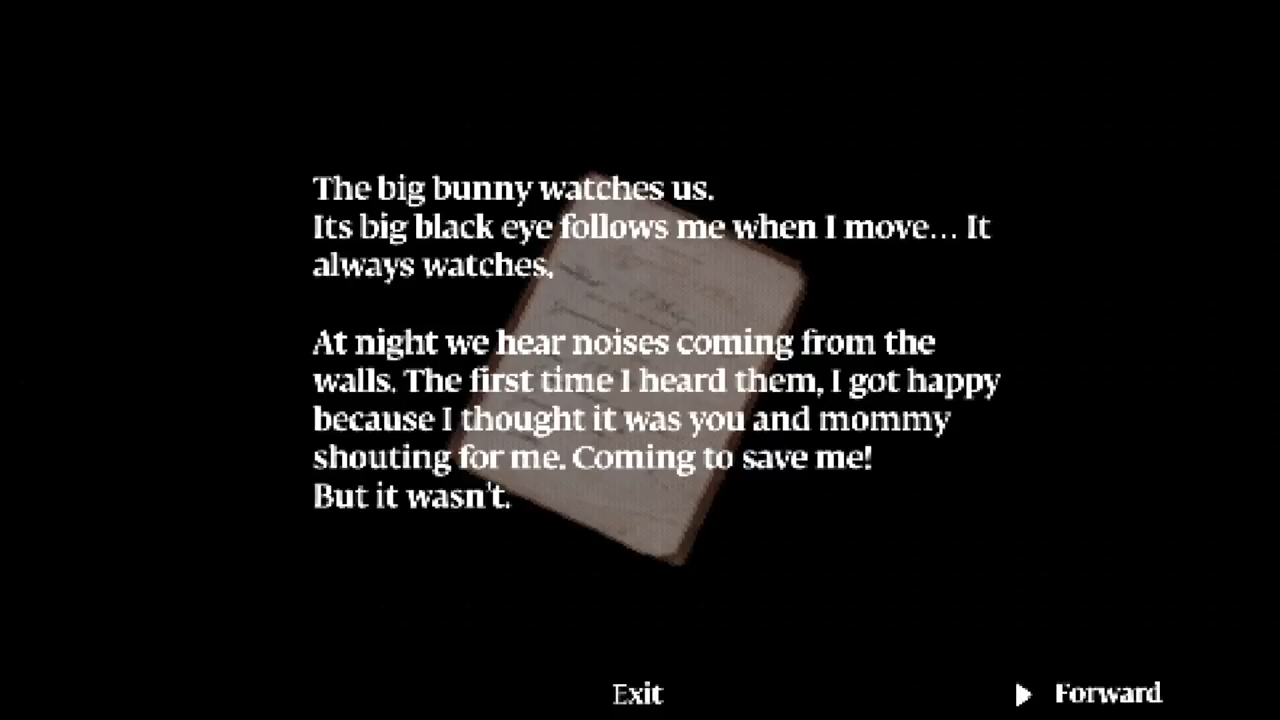 The big bunny watches us.
Its big black eye follows me when I move... It
always watches.
At night we hear noises coming from the
walls. The first time I heard them, I got happy
because I thought it was you and mommy
shouting for me. Coming to save me!
But it wasn't.
Exit
Forward